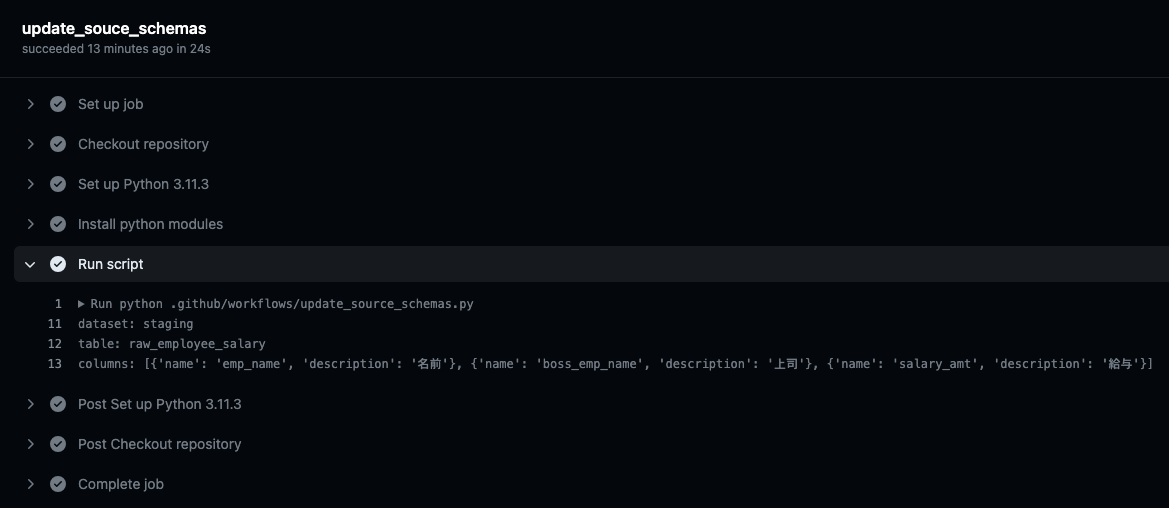 update_souce_schemas
succeeded 13 minutes ago in 24s
Set up job
Checkout repository
Set up Python 3.11.3
Install python modules
Run script
1 ▶ Run python .github/workflows/update_source_schemas.py
11 dataset: staging
12 table: raw_employee_salary
13 columns: [{'name': 'emp_name', 'description': '名前'}, {'name': 'boss_emp_name', 'description': '上司'}, {'name': 'salary_amt', 'description': '給与'}]
Post Set up Python 3.11.3
Post Checkout repository
Complete job